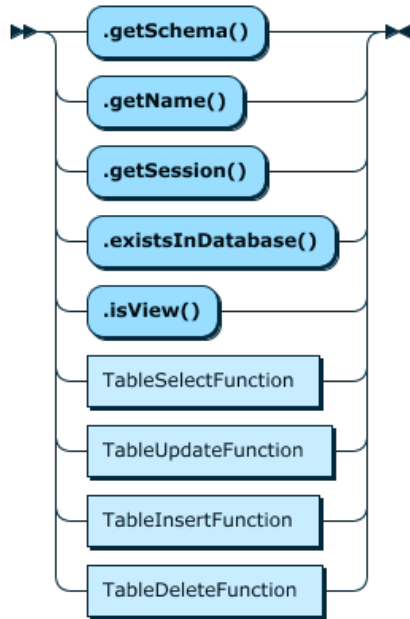 .getSchema()
.getName()
.getSession()
.existsInDatabase()
.isView()
TableSelectFunction
TableUpdateFunction
TableInsertFunction
TableDeleteFunction